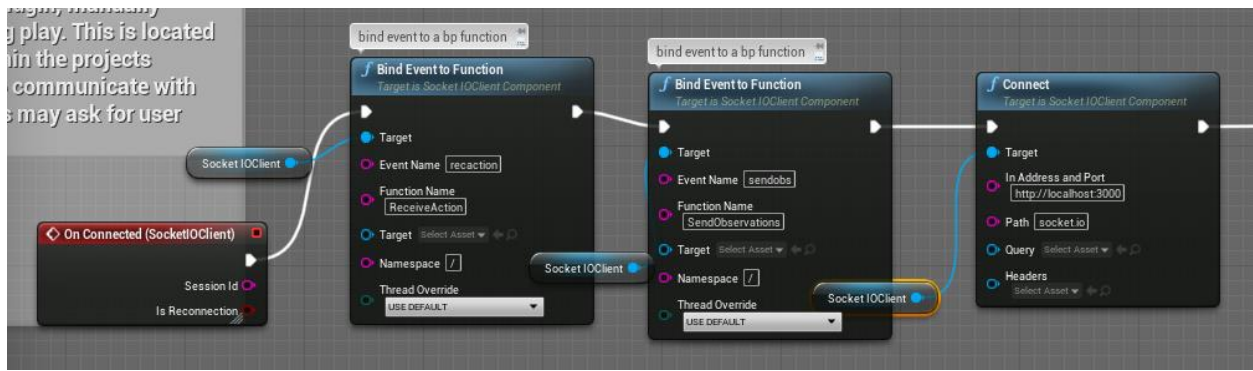 g play. This is located
in the projects
communicate with
s may ask for user
On Connected (SocketIOClient)
Session Id
Is Reconnection
Socket IOClient
bind event to a bp function
Bind Event to Function
Target is Socket IOClient Component
Target
Event Name recaction
Function Name
ReceiveAction
Target Select Asset
Namespace /
Thread Override
USE DEFAULT
Socket IOClient
bind event to a bp function
Bind Event to Function
Target is Socket IOClient Component
Target
Event Name sendobs
Function Name
SendObservations
Target Select Asset
Namespace /
Thread Override
USE DEFAULT
Socket IOClient
Connect
Target is Socket IOClient Component
Target
In Address and Port
http://localhost:3000
Path socket.io
Query Select Asset
Headers
Select Asset